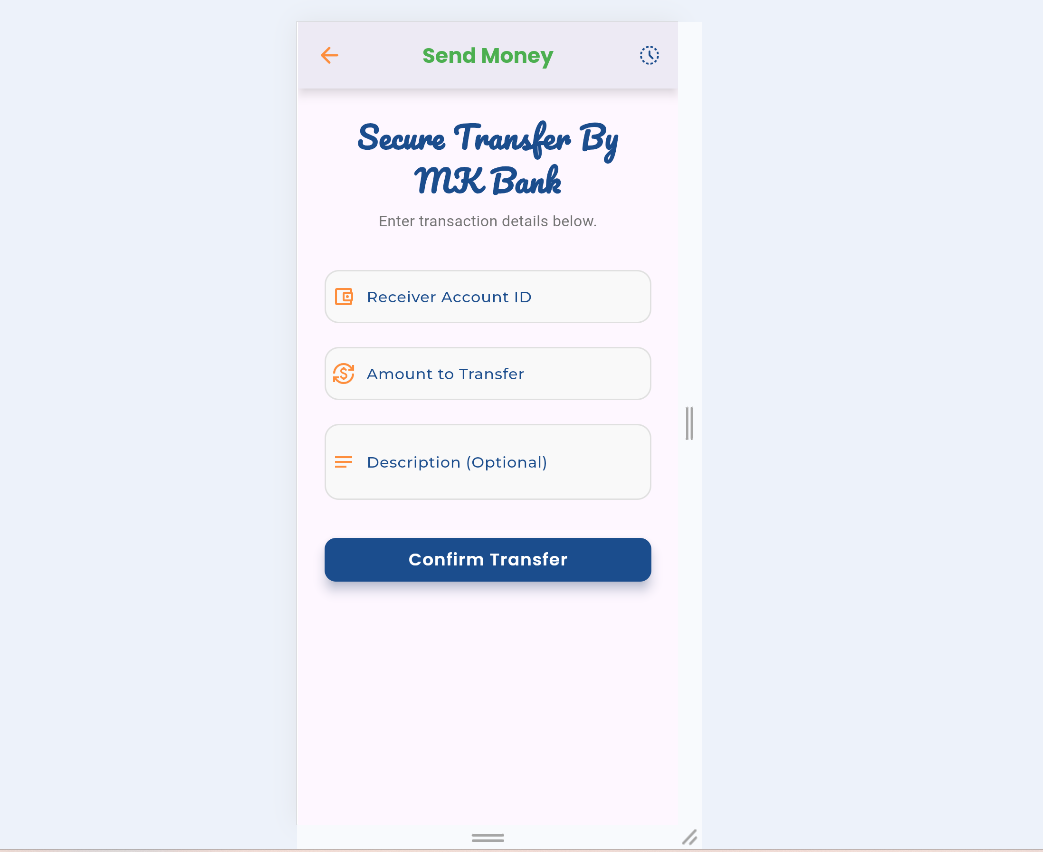 Send Money
Secure Transfer By
MK Bank
Enter transaction details below.
Receiver Account ID
Amount to Transfer
Description (Optional)
Confirm Transfer